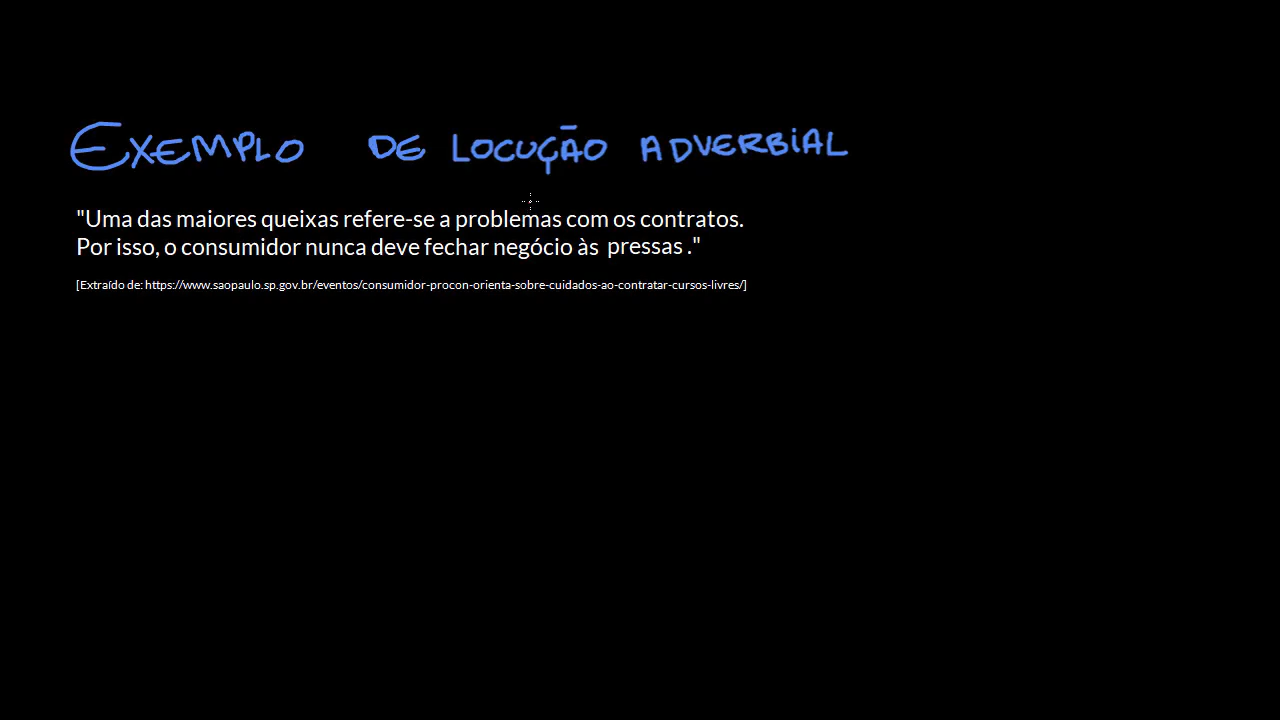 EXEMPLO DE LOCUÇÃO ADVERBIAL
"Uma das maiores queixas refere-se a problemas com os contratos.
Por isso, o consumidor nunca deve fechar negócio às pressas ."
[Extraído de: https://www.saopaulo.sp.gov.br/eventos/consumidor-procon-orienta-sobre-cuidados-ao-contratar-cursos-livres/]